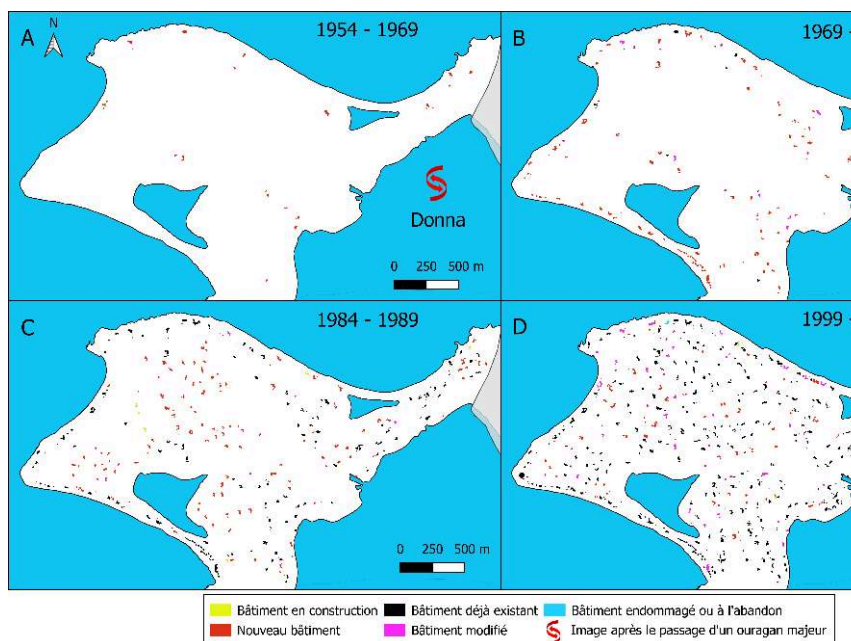 A
N
1954 - 1969
Donna
0 250 500 m
B
1969 -
C
1984 - 1989
0 250 500 m
D
1999 -
Bâtiment en construction
Bâtiment déjà existant
Bâtiment endommagé ou à l'abandon
Nouveau bâtiment
Bâtiment modifié
Image après le passage d'un ouragan majeur